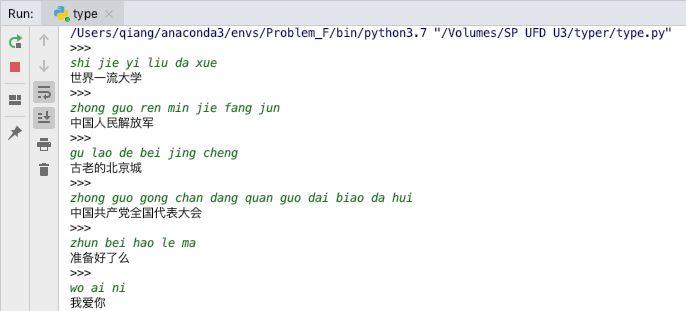 Run: type
/Users/qiang/anaconda3/envs/Problem_F/bin/python3.7 "/Volumes/SP UFD U3/typer/type.py"
>>>
shi jie yi liu da xue
世界一流大学
>>>
zhong guo ren min jie fang jun
中国人民解放军
>>>
gu lao de bei jing cheng
古老的北京城
>>>
zhong guo gong chan dang quan guo dai biao da hui
中国共产党全国代表大会
>>>
zhun bei hao le ma
准备好了么
>>>
wo ai ni
我爱你